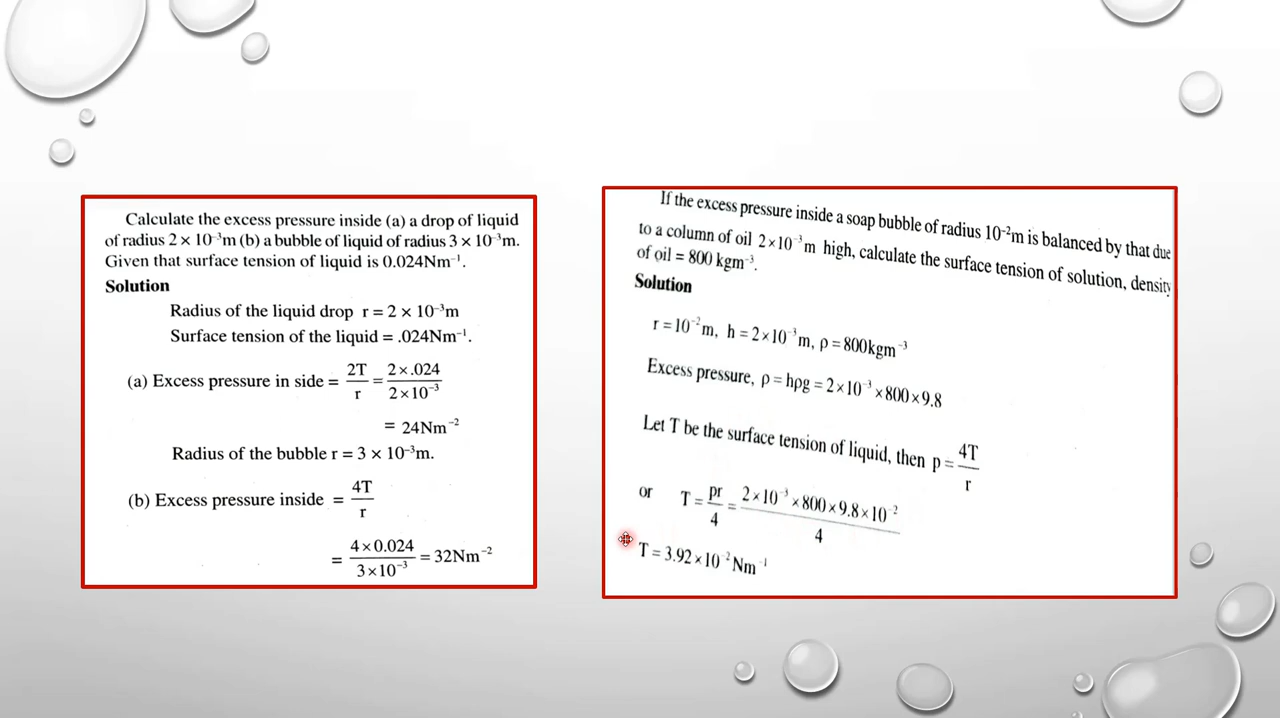 Calculate the excess pressure inside (a) a drop of liquid
of radius 2 × 10⁻³m (b) a bubble of liquid of radius 3 × 10⁻³m.
Given that surface tension of liquid is 0.024Nm⁻¹.
Solution
Radius of the liquid drop r = 2 × 10⁻³m
Surface tension of the liquid = .024Nm⁻¹.
(a) Excess pressure in side = 2T/r = 2×.024/2×10⁻³
= 24Nm⁻²
Radius of the bubble r = 3 × 10⁻³m.
(b) Excess pressure inside = 4T/r
= 4×0.024/3×10⁻³ = 32Nm⁻²
If the excess pressure inside a soap bubble of radius 10⁻²m is balanced by that due
to a column of oil 2×10⁻³m high, calculate the surface tension of solution, density
of oil = 800 kgm⁻³.
Solution
r = 10⁻²m, h = 2×10⁻³m, ρ = 800kgm⁻³
Excess pressure, ρ = hρg = 2×10⁻³×800×9.8
Let T be the surface tension of liquid, then p = 4T/r
or T = pr/4 = 2×10⁻³×800×9.8×10⁻²/4
T = 3.92×10⁻²Nm⁻¹